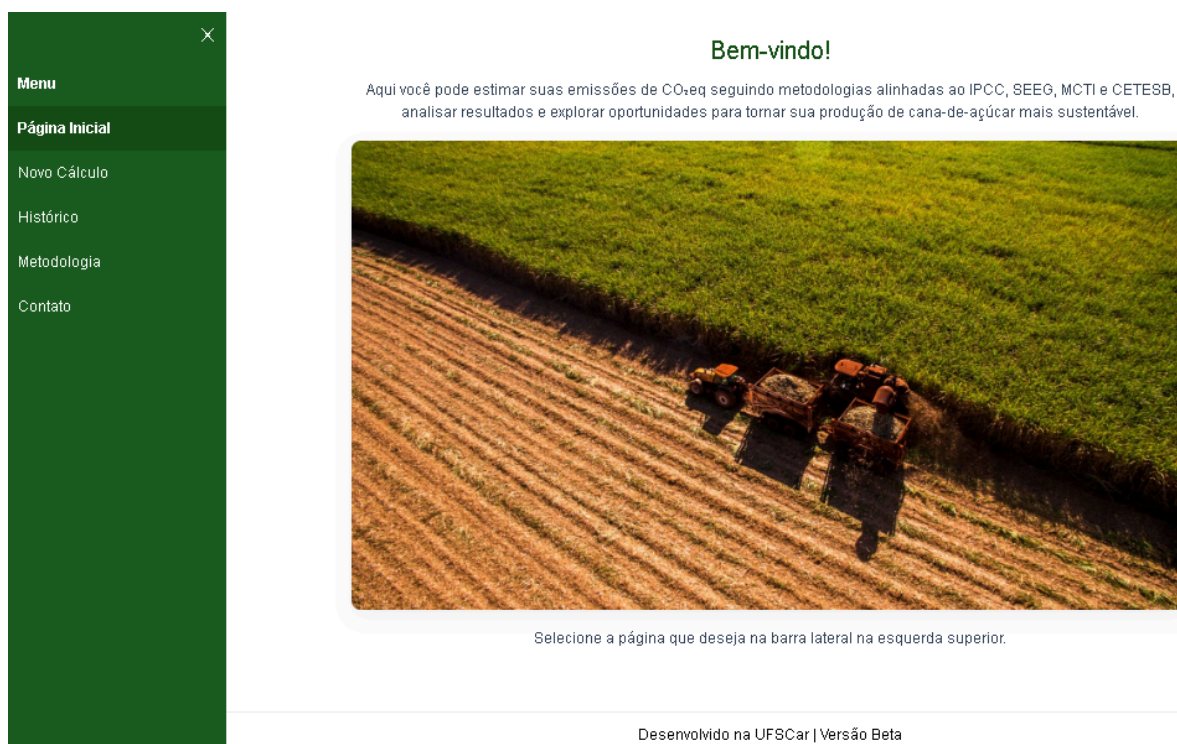 Menu
Página Inicial
Novo Cálculo
Histórico
Metodologia
Contato
Bem-vindo!
Aqui você pode estimar suas emissões de CO₂eq seguindo metodologias alinhadas ao IPCC, SEEG, MCTI e CETESB,
analisar resultados e explorar oportunidades para tornar sua produção de cana-de-açúcar mais sustentável.
Selecione a página que deseja na barra lateral na esquerda superior.
Desenvolvido na UFSCar | Versão Beta